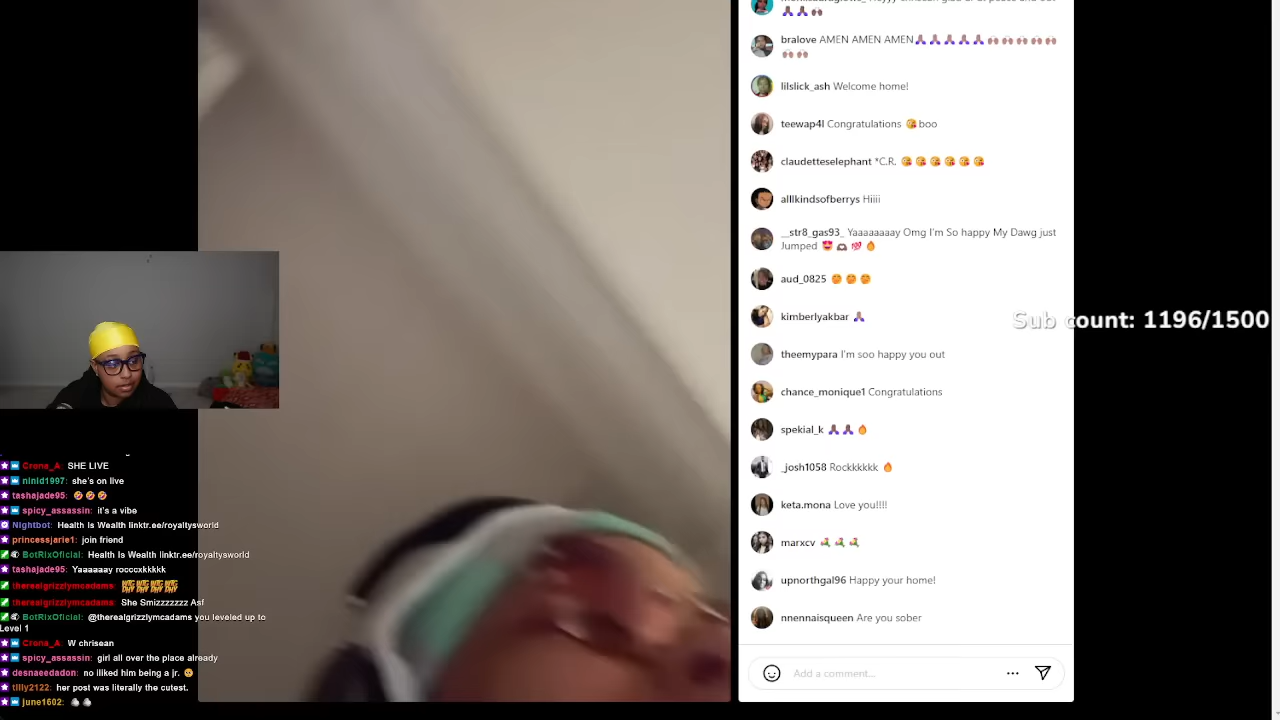 bralove AMEN AMEN AMEN
lilslick_ash Welcome home!
teewap4l Congratulations boo
claudetteselephant *C.R.
alllkindsofberrys Hiiii
__str8_gas93_ Yaaaaaaay Omg I'm So happy My Dawg just
Jumped 💯
aud_0825
kimberlyakbar
theemypara I'm soo happy you out
chance_monique1 Congratulations
spekial_k
_josh1058 Rockkkkkk
keta.mona Love you!!!!
marxcv
upnorthgal96 Happy your home!
nnennaisqueen Are you sober
Add a comment...
Sub count: 1196/1500
Crona_A: SHE LIVE
ninid1997: she's on live
tashajade95:
spicy_assassin: it's a vibe
Nightbot: Health Is Wealth linktr.ee/royaltysworld
princessjarie1: join friend
BotRixOficial: Health Is Wealth linktr.ee/royaltysworld
tashajade95: Yaaaaay rocccxkkkkk
therealgrizzlymcadams:
therealgrizzlymcadams: She Smizzzzzzz Asf
BotRixOficial: @therealgrizzlymcadams you leveled up to
Level 1
Crona_A: W chrisean
spicy_assassin: girl all over the place already
desnaeedadon: no iliked him being a jr.
tllly2122: her post was literally the cutest.
june1602: